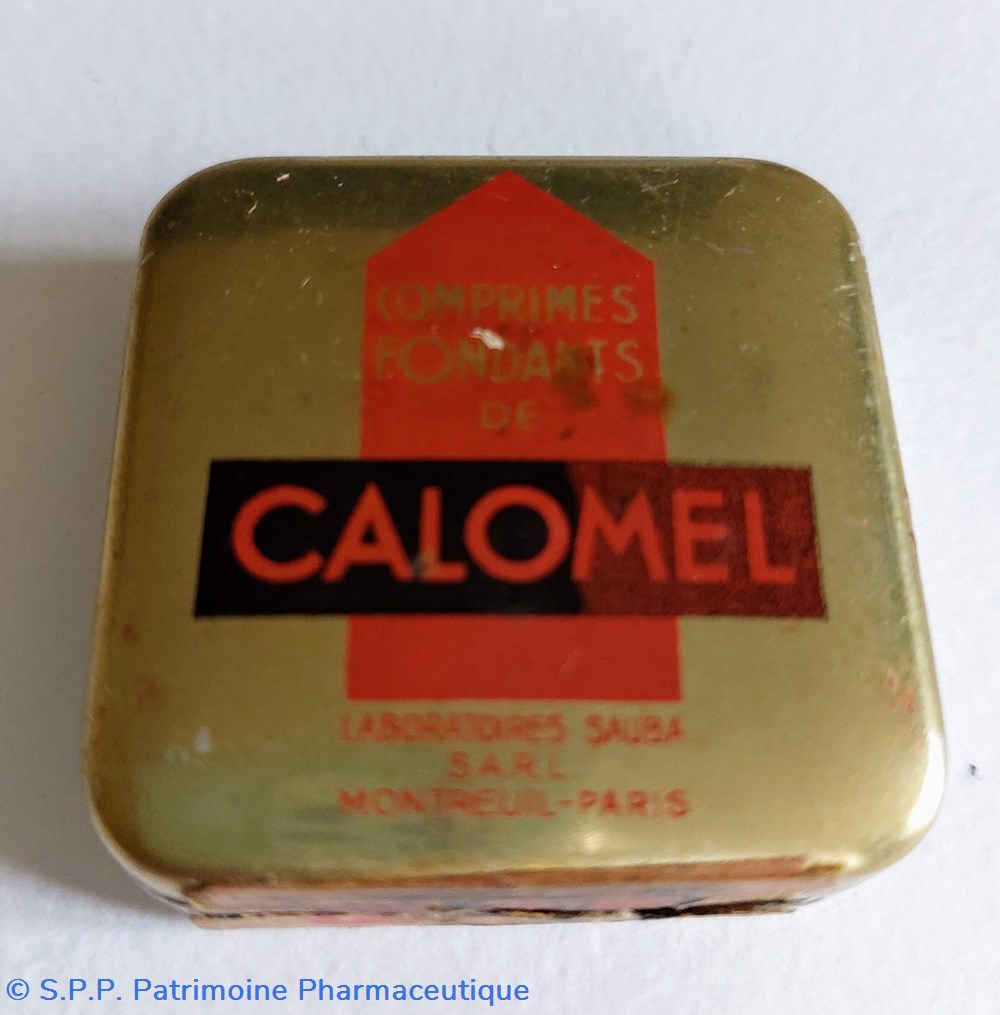 COMPRIMES
FONDANTS
DE
CALOMEL
LABORATOIRES SAUBA
S.A.R.L.
MONTREUIL-PARIS
© S.P.P. Patrimoine Pharmaceutique